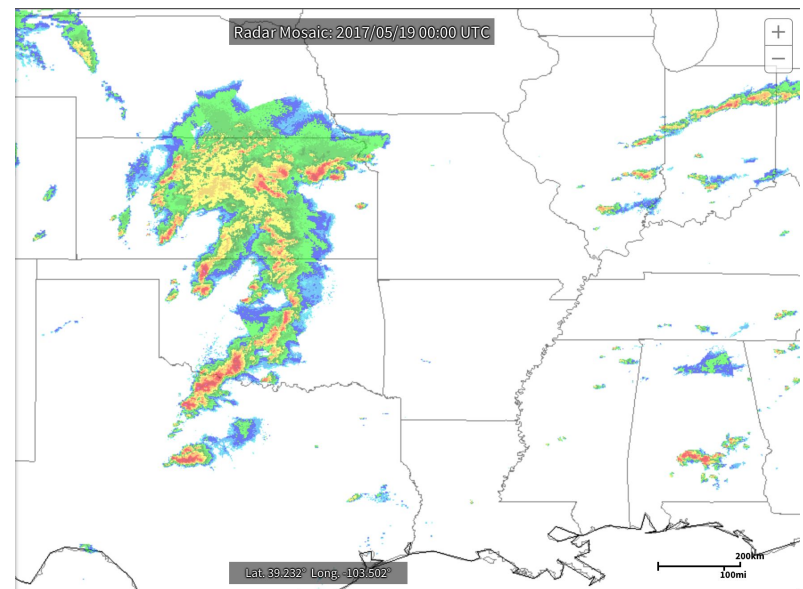 Radar Mosaic: 2017/05/19 00:00 UTC
+
−
200km
100mi
Lat. 39.232° Long. -103.502°